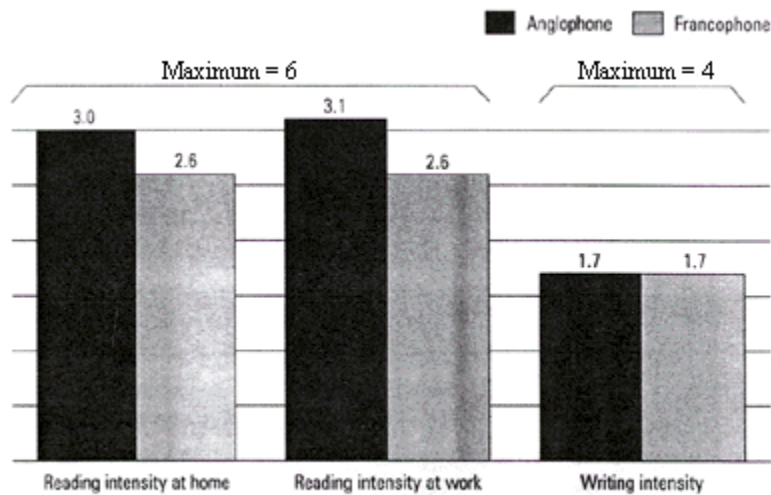 Anglophone Francophone
Maximum = 6 Maximum = 4
3.0 2.6 3.1 2.6 1.7 1.7
Reading intensity at home Reading intensity at work Writing intensity